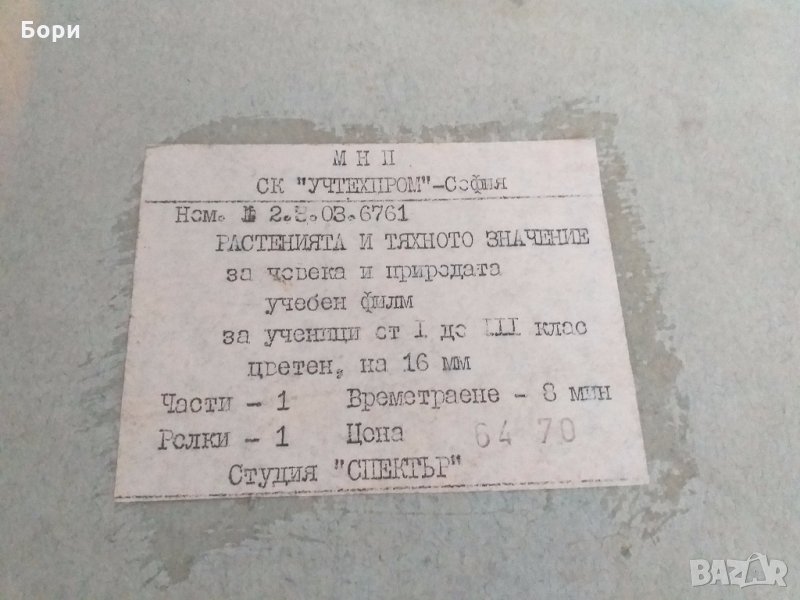 Бори
М Н П
СК "УЧТЕХПРОМ"-София
Ном. № 2.3.03.6761
РАСТЕНИЯТА И ТЯХНОТО ЗНАЧЕНИЕ
за човека и природата
учебен филм
за ученици от I до III клас
цветен, на 16 мм
Части - 1 Времетраене - 8 мин
Ролки - 1 Цена 64 70
Студия "СПЕКТЪР"
BAZAR